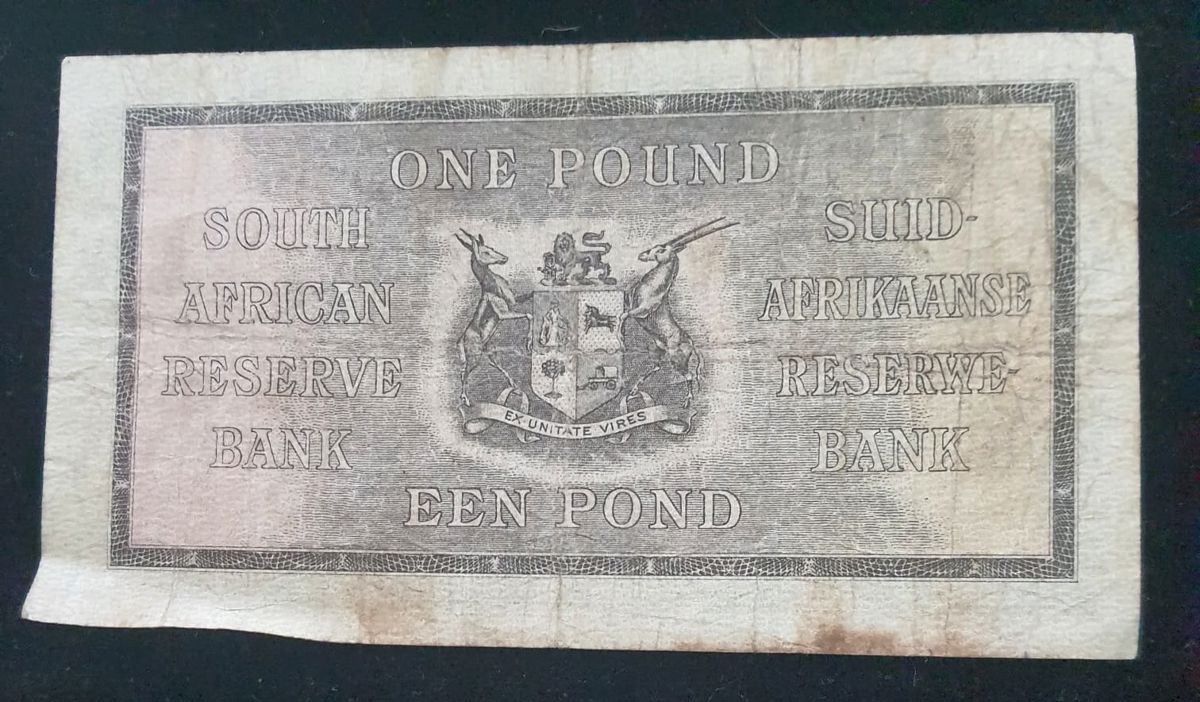 ONE POUND
SOUTH
AFRICAN
RESERVE
BANK
SUID-
AFRIKAANSE
RESERWE-
BANK
EX UNITATE VIRES
EEN POND